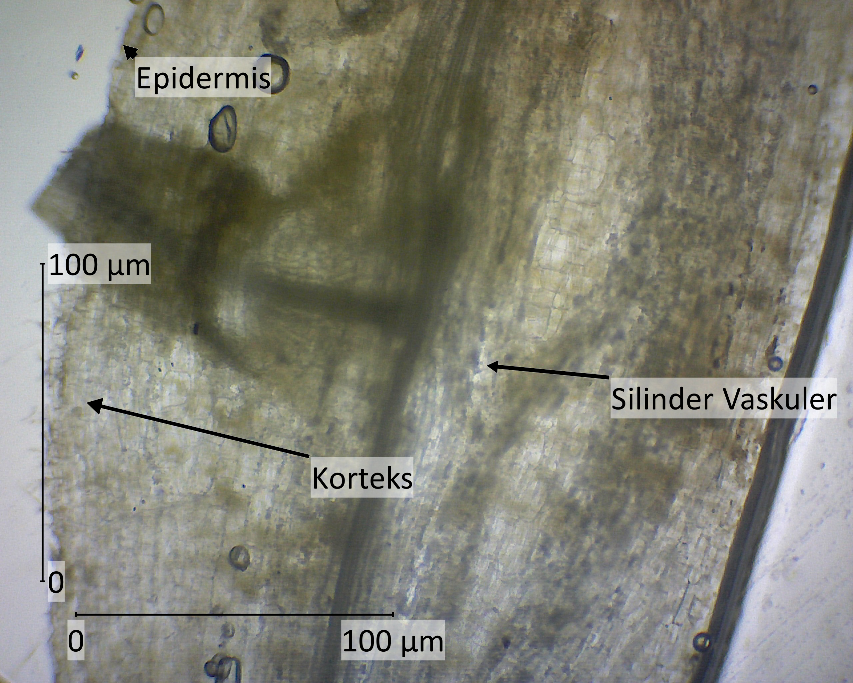 Epidermis
100 μm
Silinder Vaskuler
Korteks
0
0
100 μm